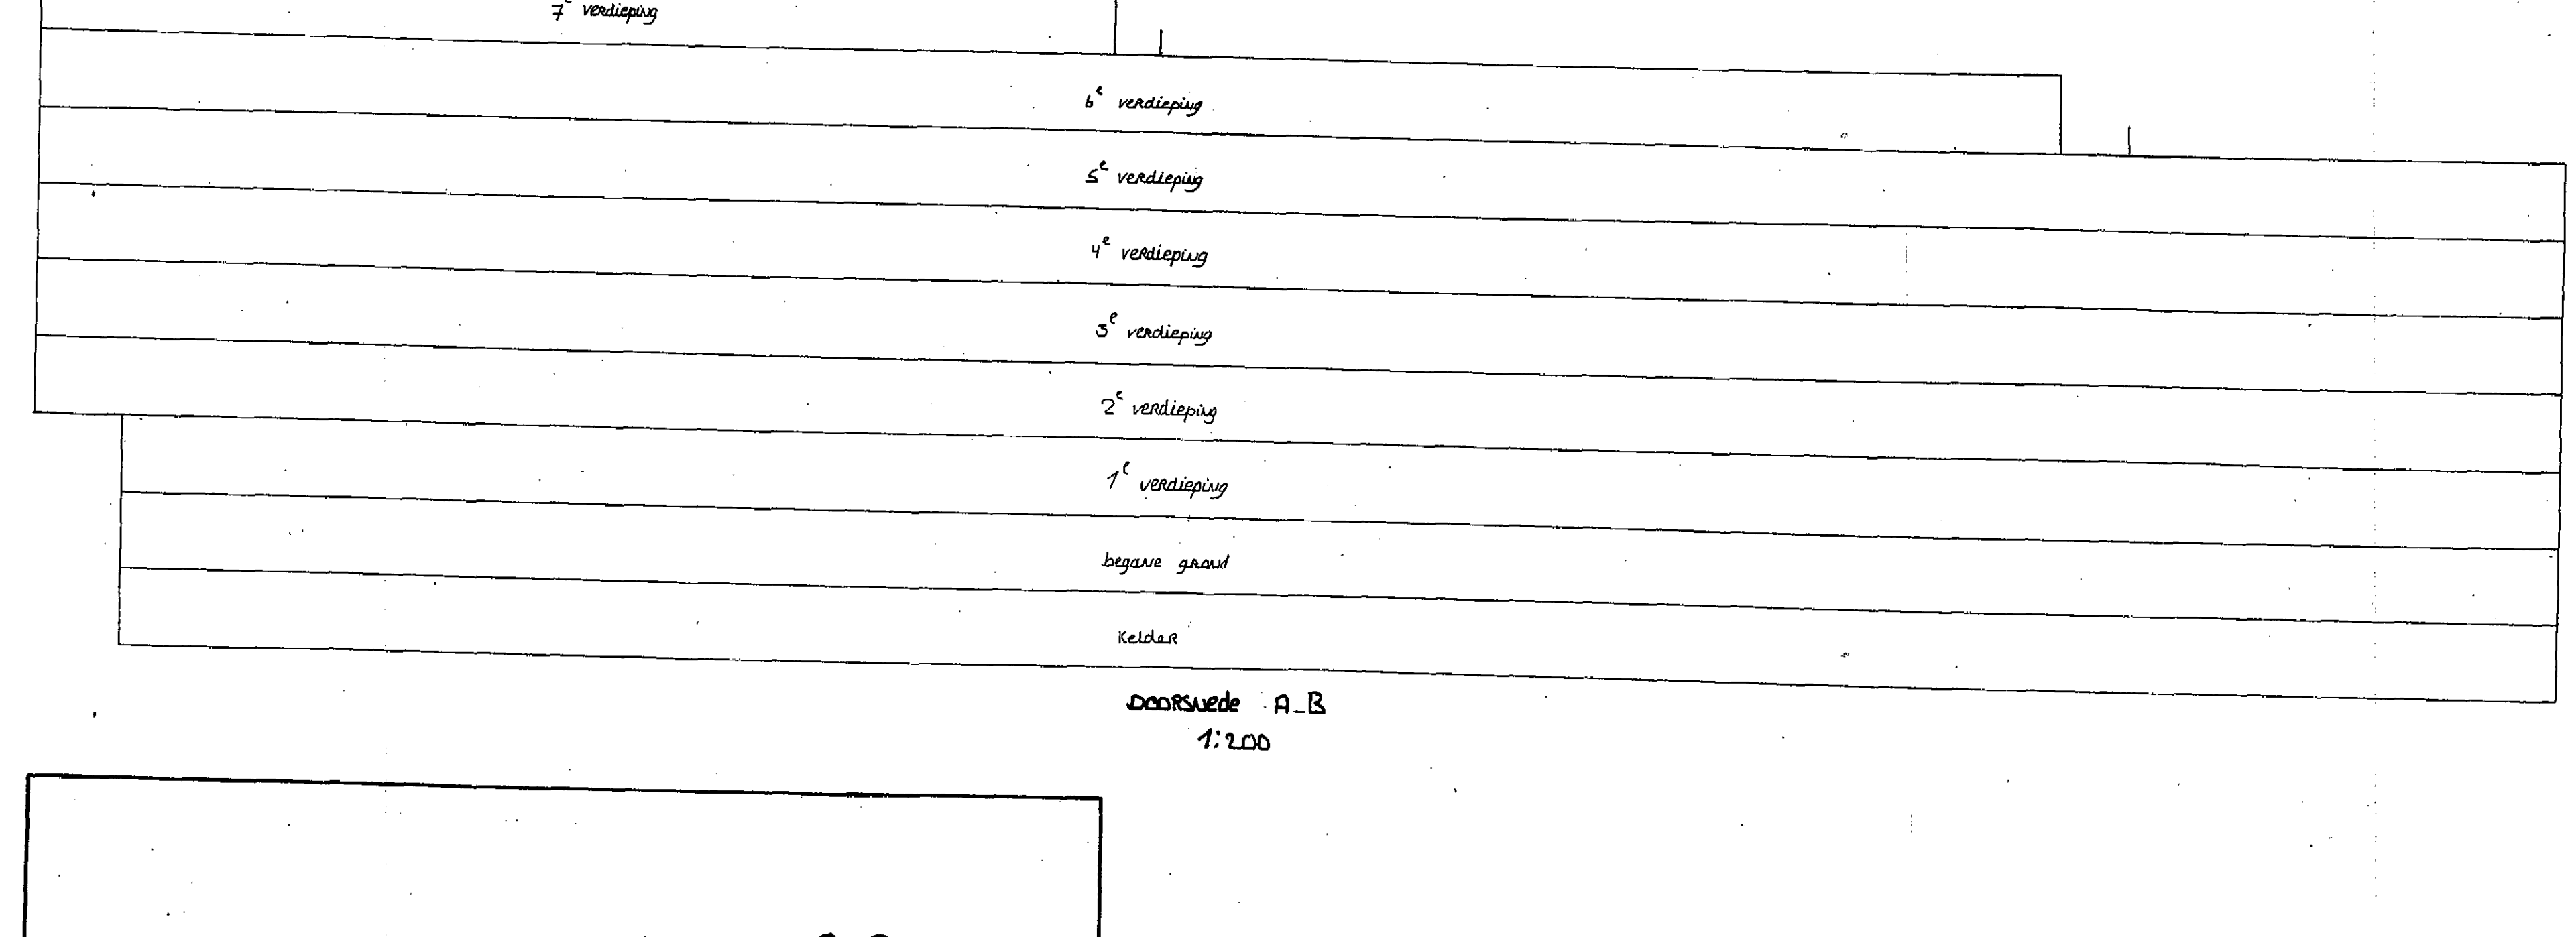 7e verdieping
6e verdieping
5e verdieping
4e verdieping
3e verdieping
2e verdieping
1e verdieping
begane grond
Kelder
DOORSNede A-B
1:200